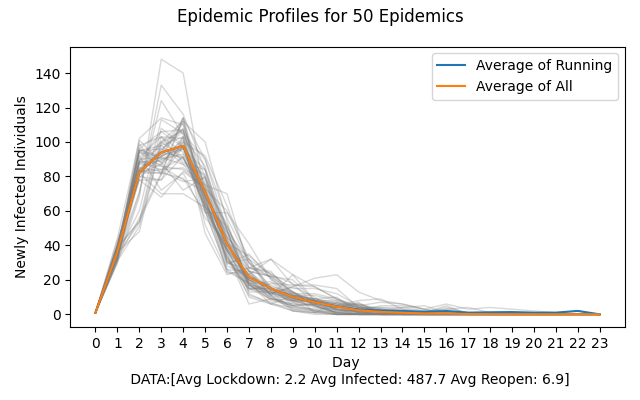 Epidemic Profiles for 50 Epidemics
Average of Running
Average of All
Newly Infected Individuals
140
120
100
80
60
40
20
0
0 1 2 3 4 5 6 7 8 9 10 11 12 13 14 15 16 17 18 19 20 21 22 23
Day
DATA:[Avg Lockdown: 2.2 Avg Infected: 487.7 Avg Reopen: 6.9]